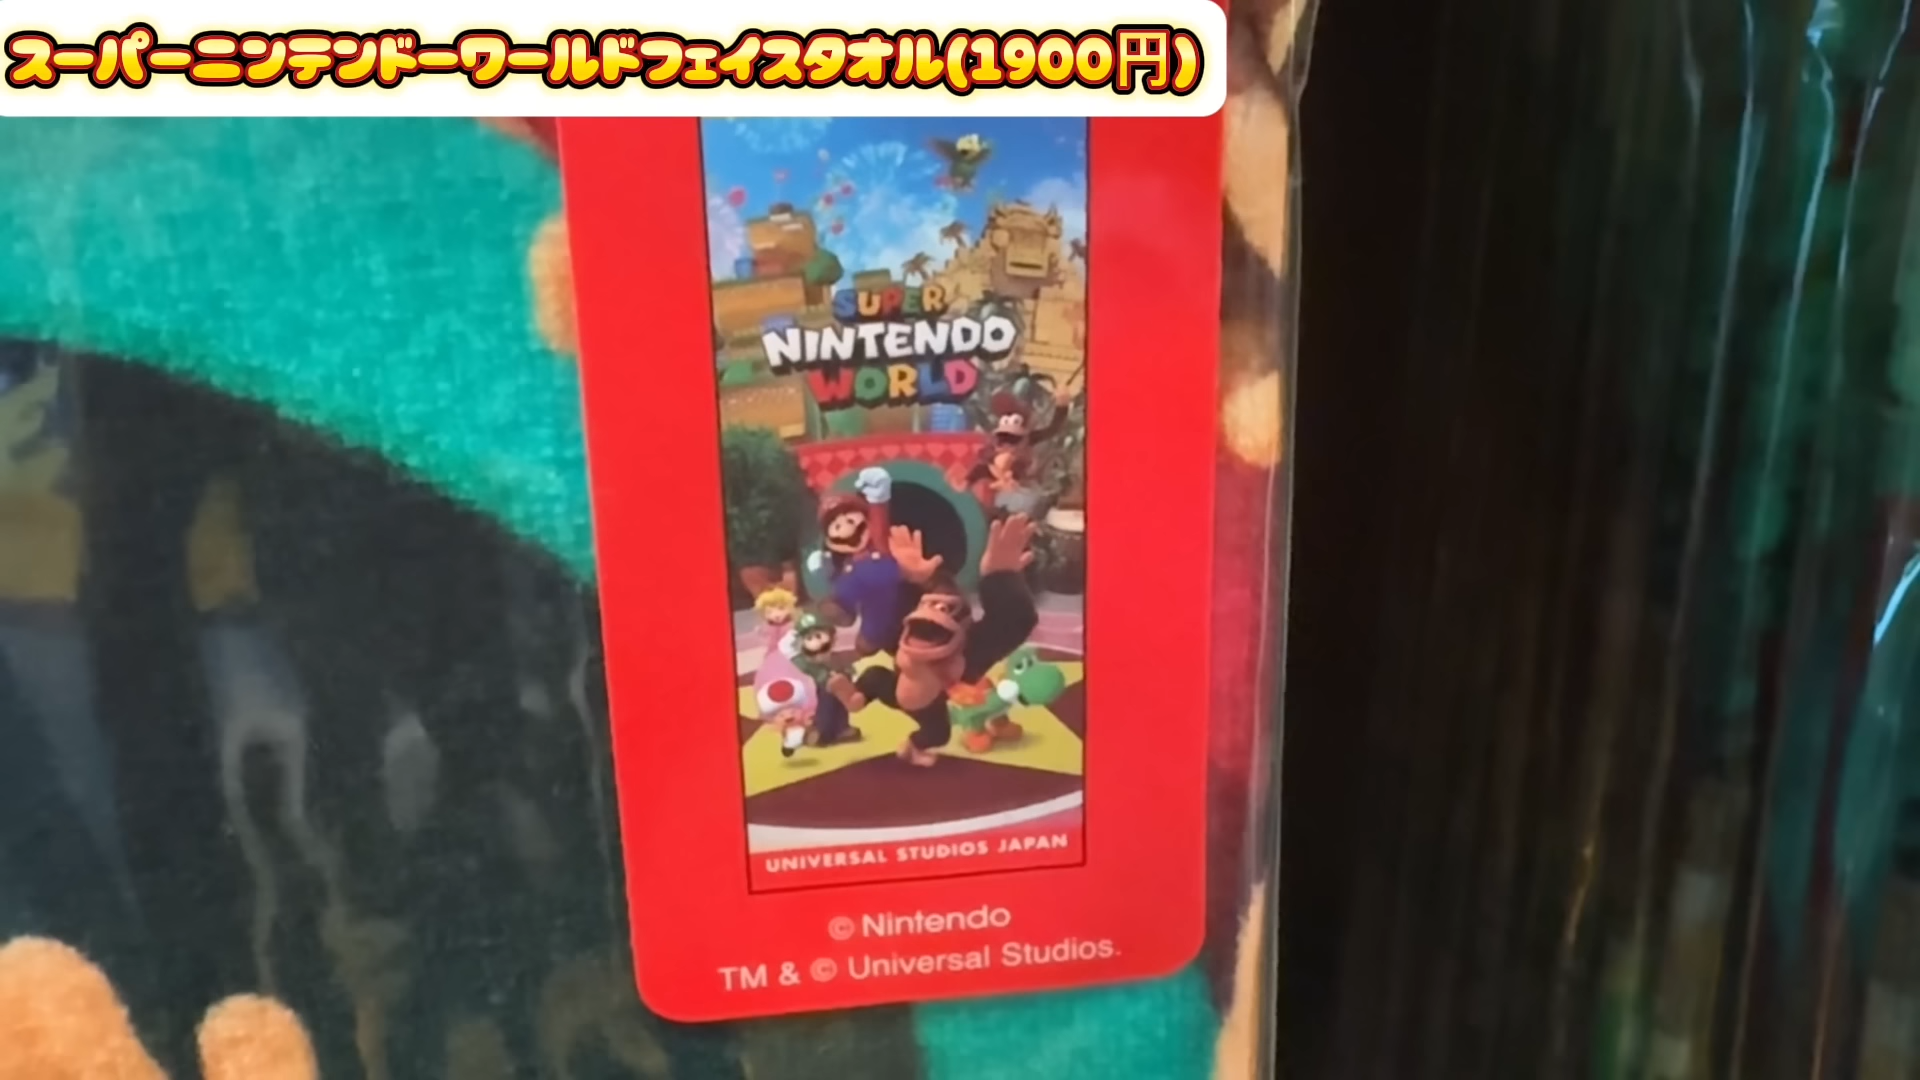 スーパーニンテンドーワールドフェイスタオル(1900円)
SUPER
NINTENDO
WORLD
UNIVERSAL STUDIOS JAPAN
© Nintendo
TM & © Universal Studios.